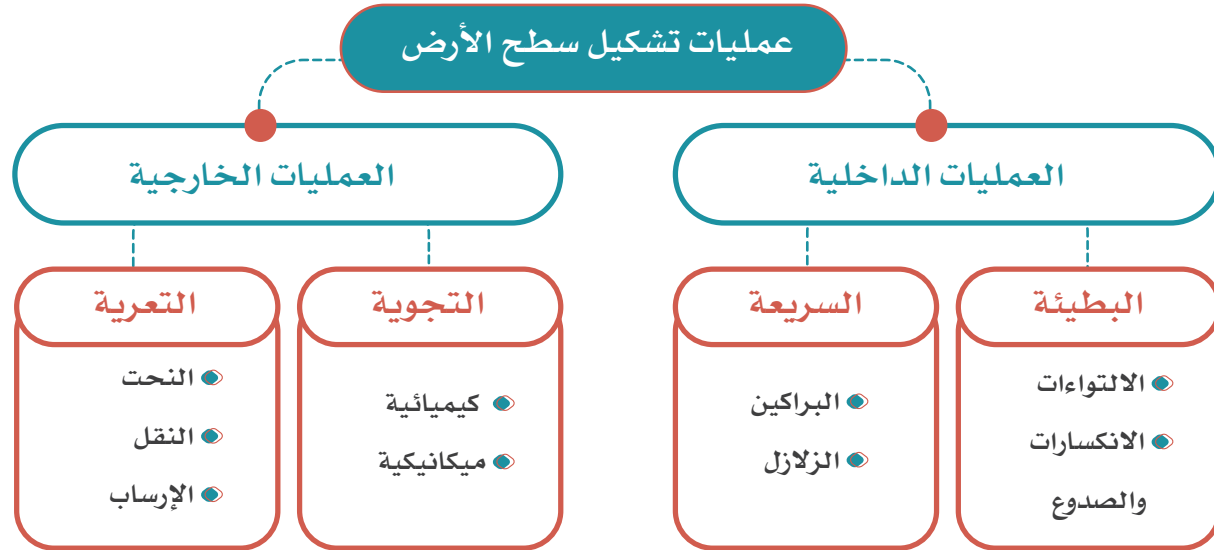 عمليات تشكيل سطح الأرض
العمليات الداخلية
العمليات الخارجية
البطيئة
الالتواءات
الانكسارات
والصدوع
السريعة
البراكين
الزلازل
التجوية
كيميائية
ميكانيكية
التعرية
النحت
النقل
الإرساب